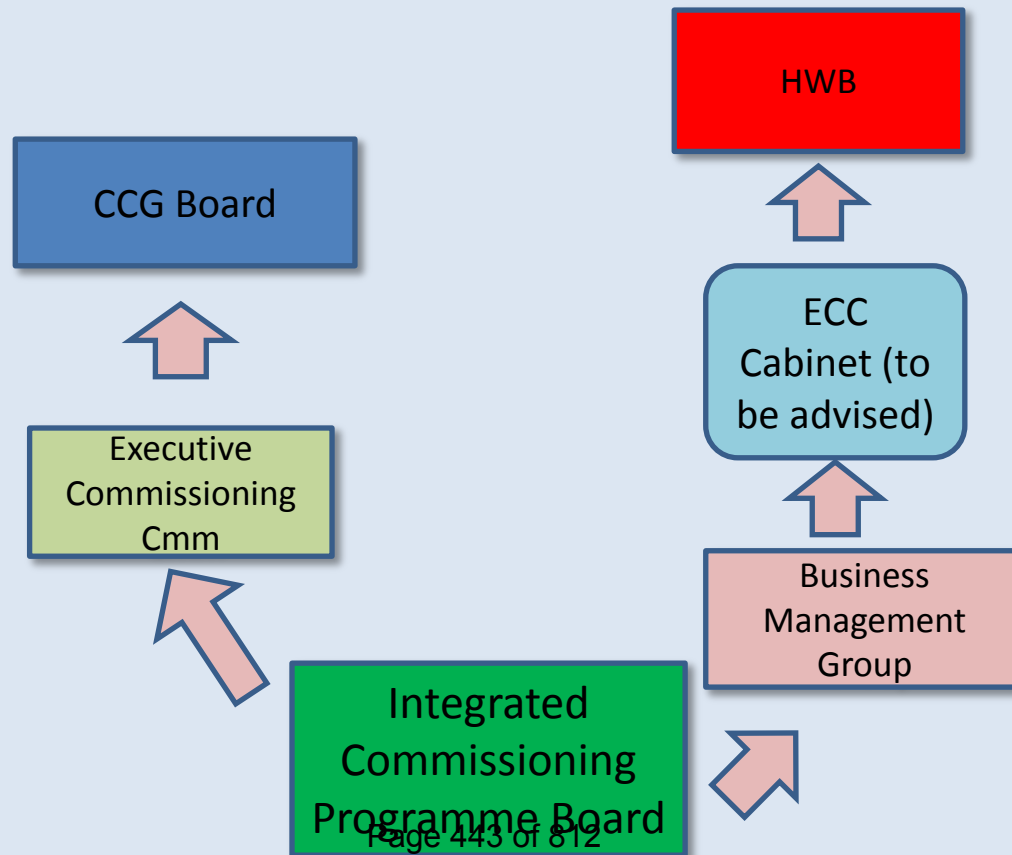 HWB
CCG Board
ECC
Cabinet (to
be advised)
Executive
Commissioning
Cmm
Business
Management
Group
Integrated
Commissioning
Programme Board
Page 443 of 812